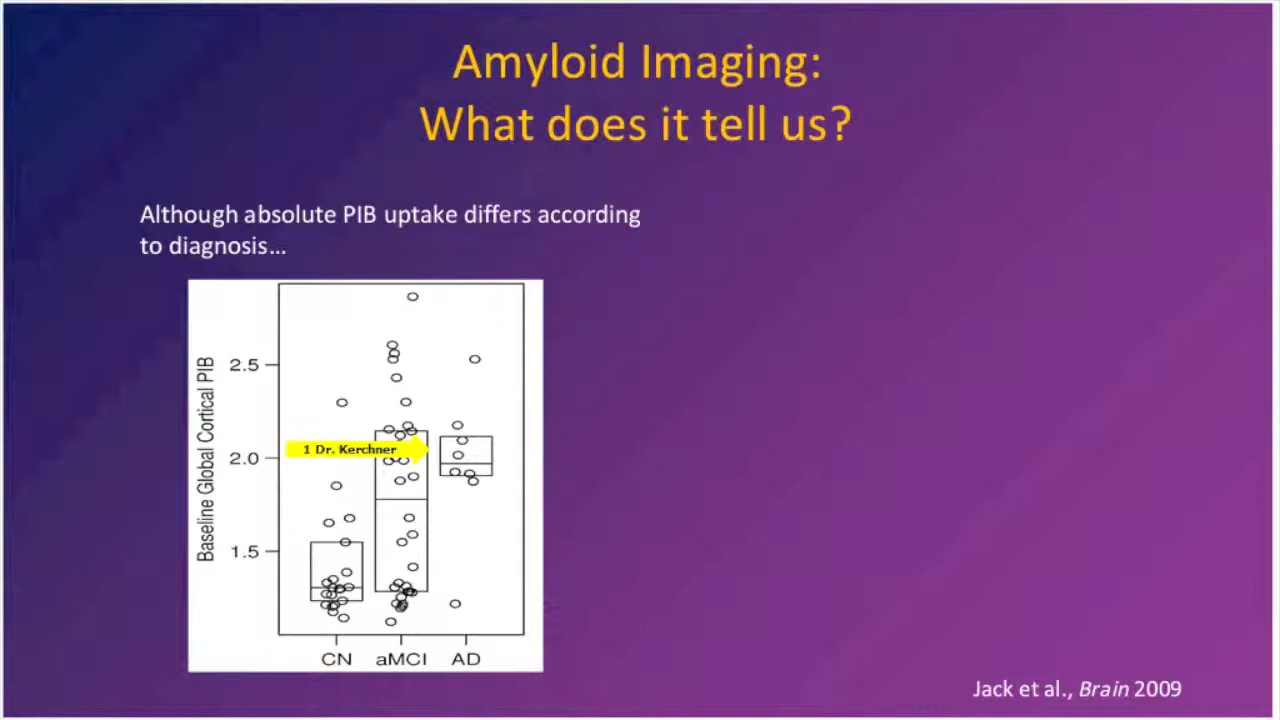 Amyloid Imaging:
What does it tell us?
Although absolute PIB uptake differs according
to diagnosis...
Baseline Global Cortical PIB
2.5
2.0
1.5
1 Dr. Kerchner
CN aMCI AD
Jack et al., Brain 2009